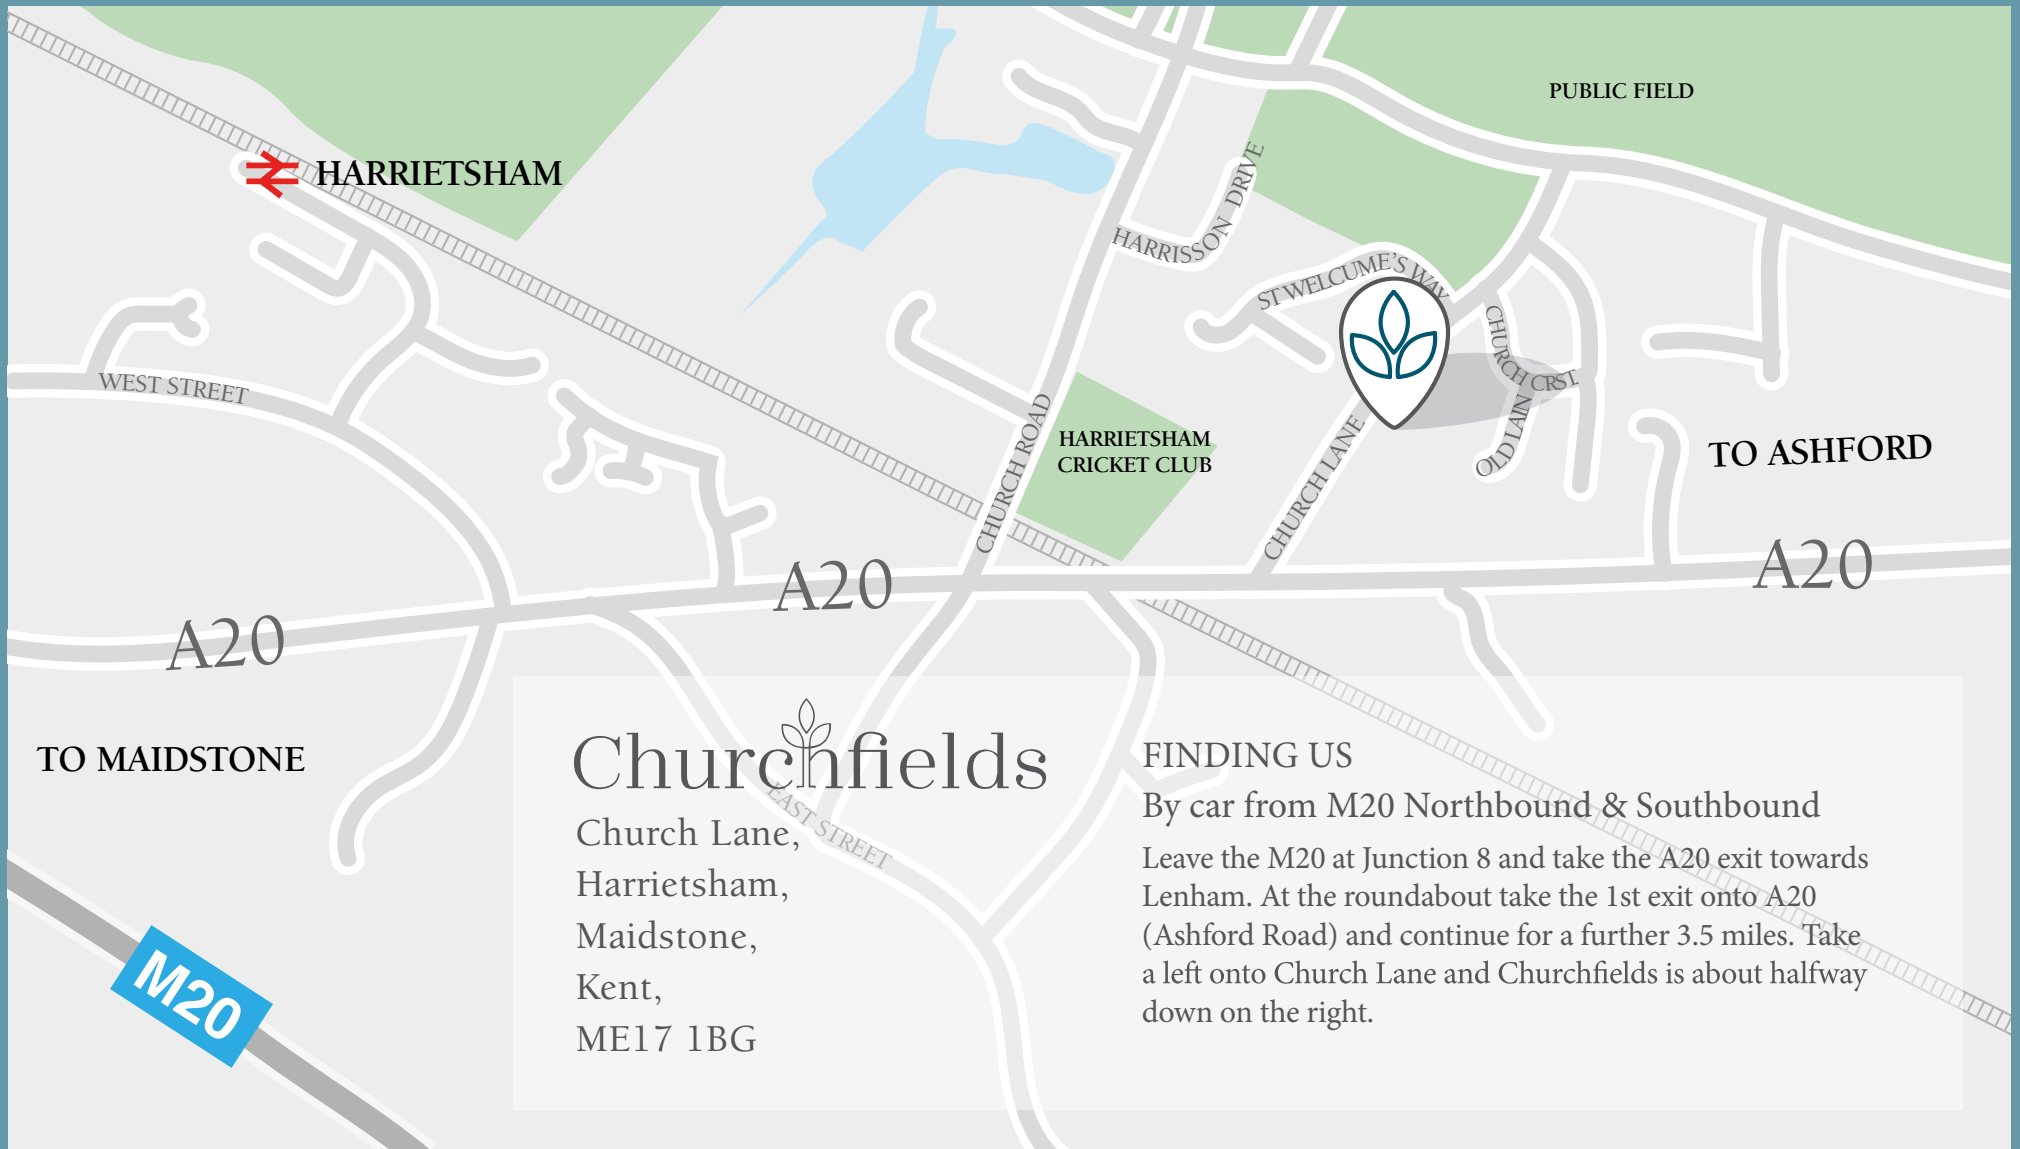 PUBLIC FIELD
HARRIETSHAM
HARRISSON DRIVE
ST WELCUME'S WAY
CHURCH CRST.
OLD LAIN
WEST STREET
CHURCH ROAD
HARRIETSHAM
CRICKET CLUB
CHURCH LANE
TO ASHFORD
A20
A20
A20
TO MAIDSTONE
M20
EAST STREET
Churchfields
Church Lane,
Harrietsham,
Maidstone,
Kent,
ME17 1BG
FINDING US
By car from M20 Northbound & Southbound
Leave the M20 at Junction 8 and take the A20 exit towards
Lenham. At the roundabout take the 1st exit onto A20
(Ashford Road) and continue for a further 3.5 miles. Take
a left onto Church Lane and Churchfields is about halfway
down on the right.